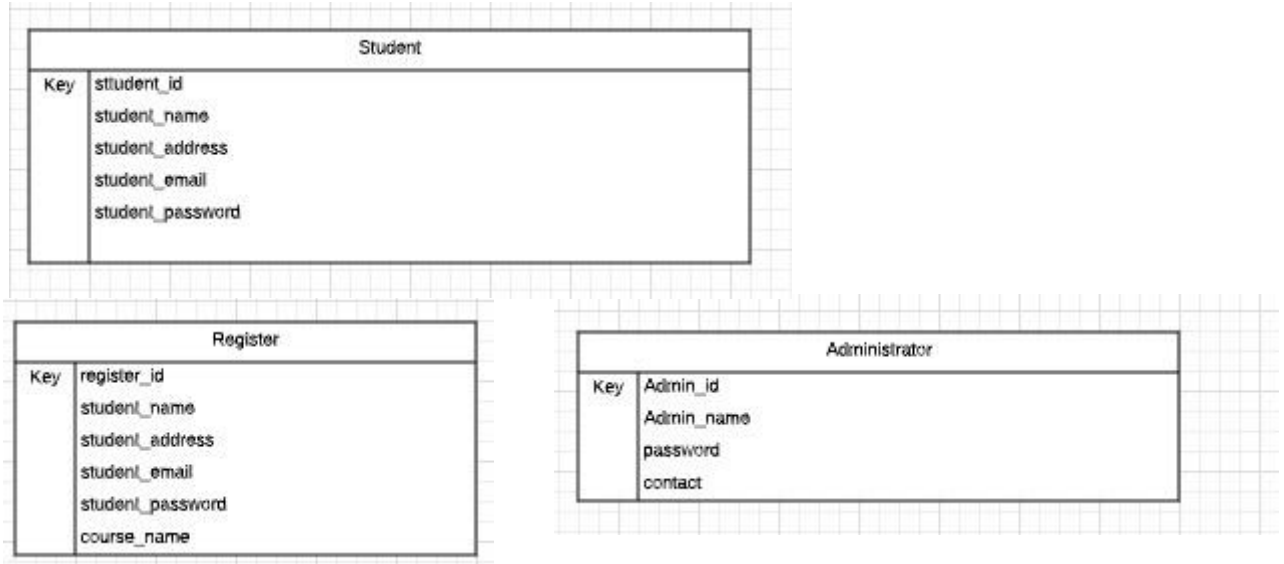 Student
Key sttudent_id
student_name
student_address
student_email
student_password
Register
Key register_id
student_name
student_address
student_email
student_password
course_name
Administrator
Key Admin_id
Admin_name
password
contact